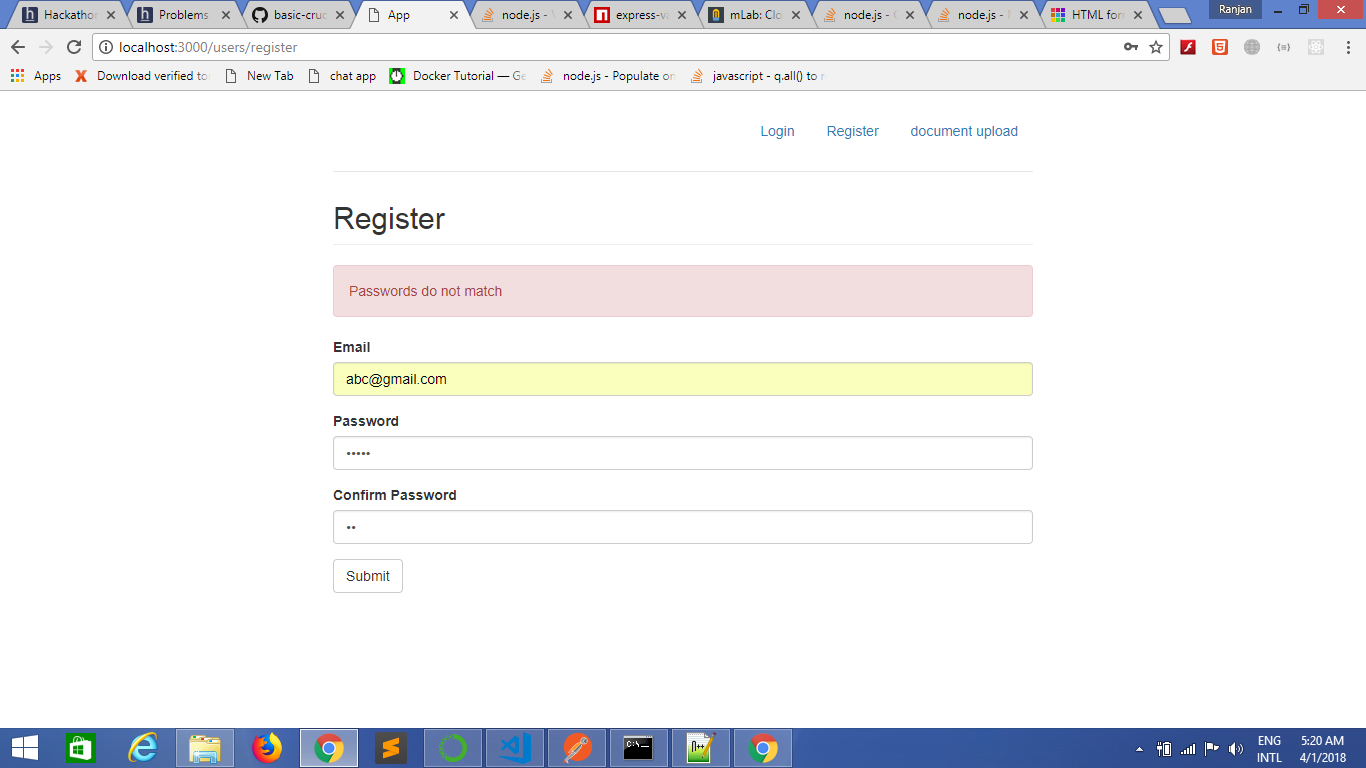 Hackathon Problems basic-cruc App node.js - V express-va mLab: Clo node.js - node.js - HTML for Ranjan
localhost:3000/users/register
Apps Download verified to New Tab chat app Docker Tutorial — Ge node.js - Populate on javascript - q.all() to
Login Register document upload
Register
Passwords do not match
Email
abc@gmail.com
Password
•••••
Confirm Password
••
Submit
ENG 5:20 AM
INTL 4/1/2018